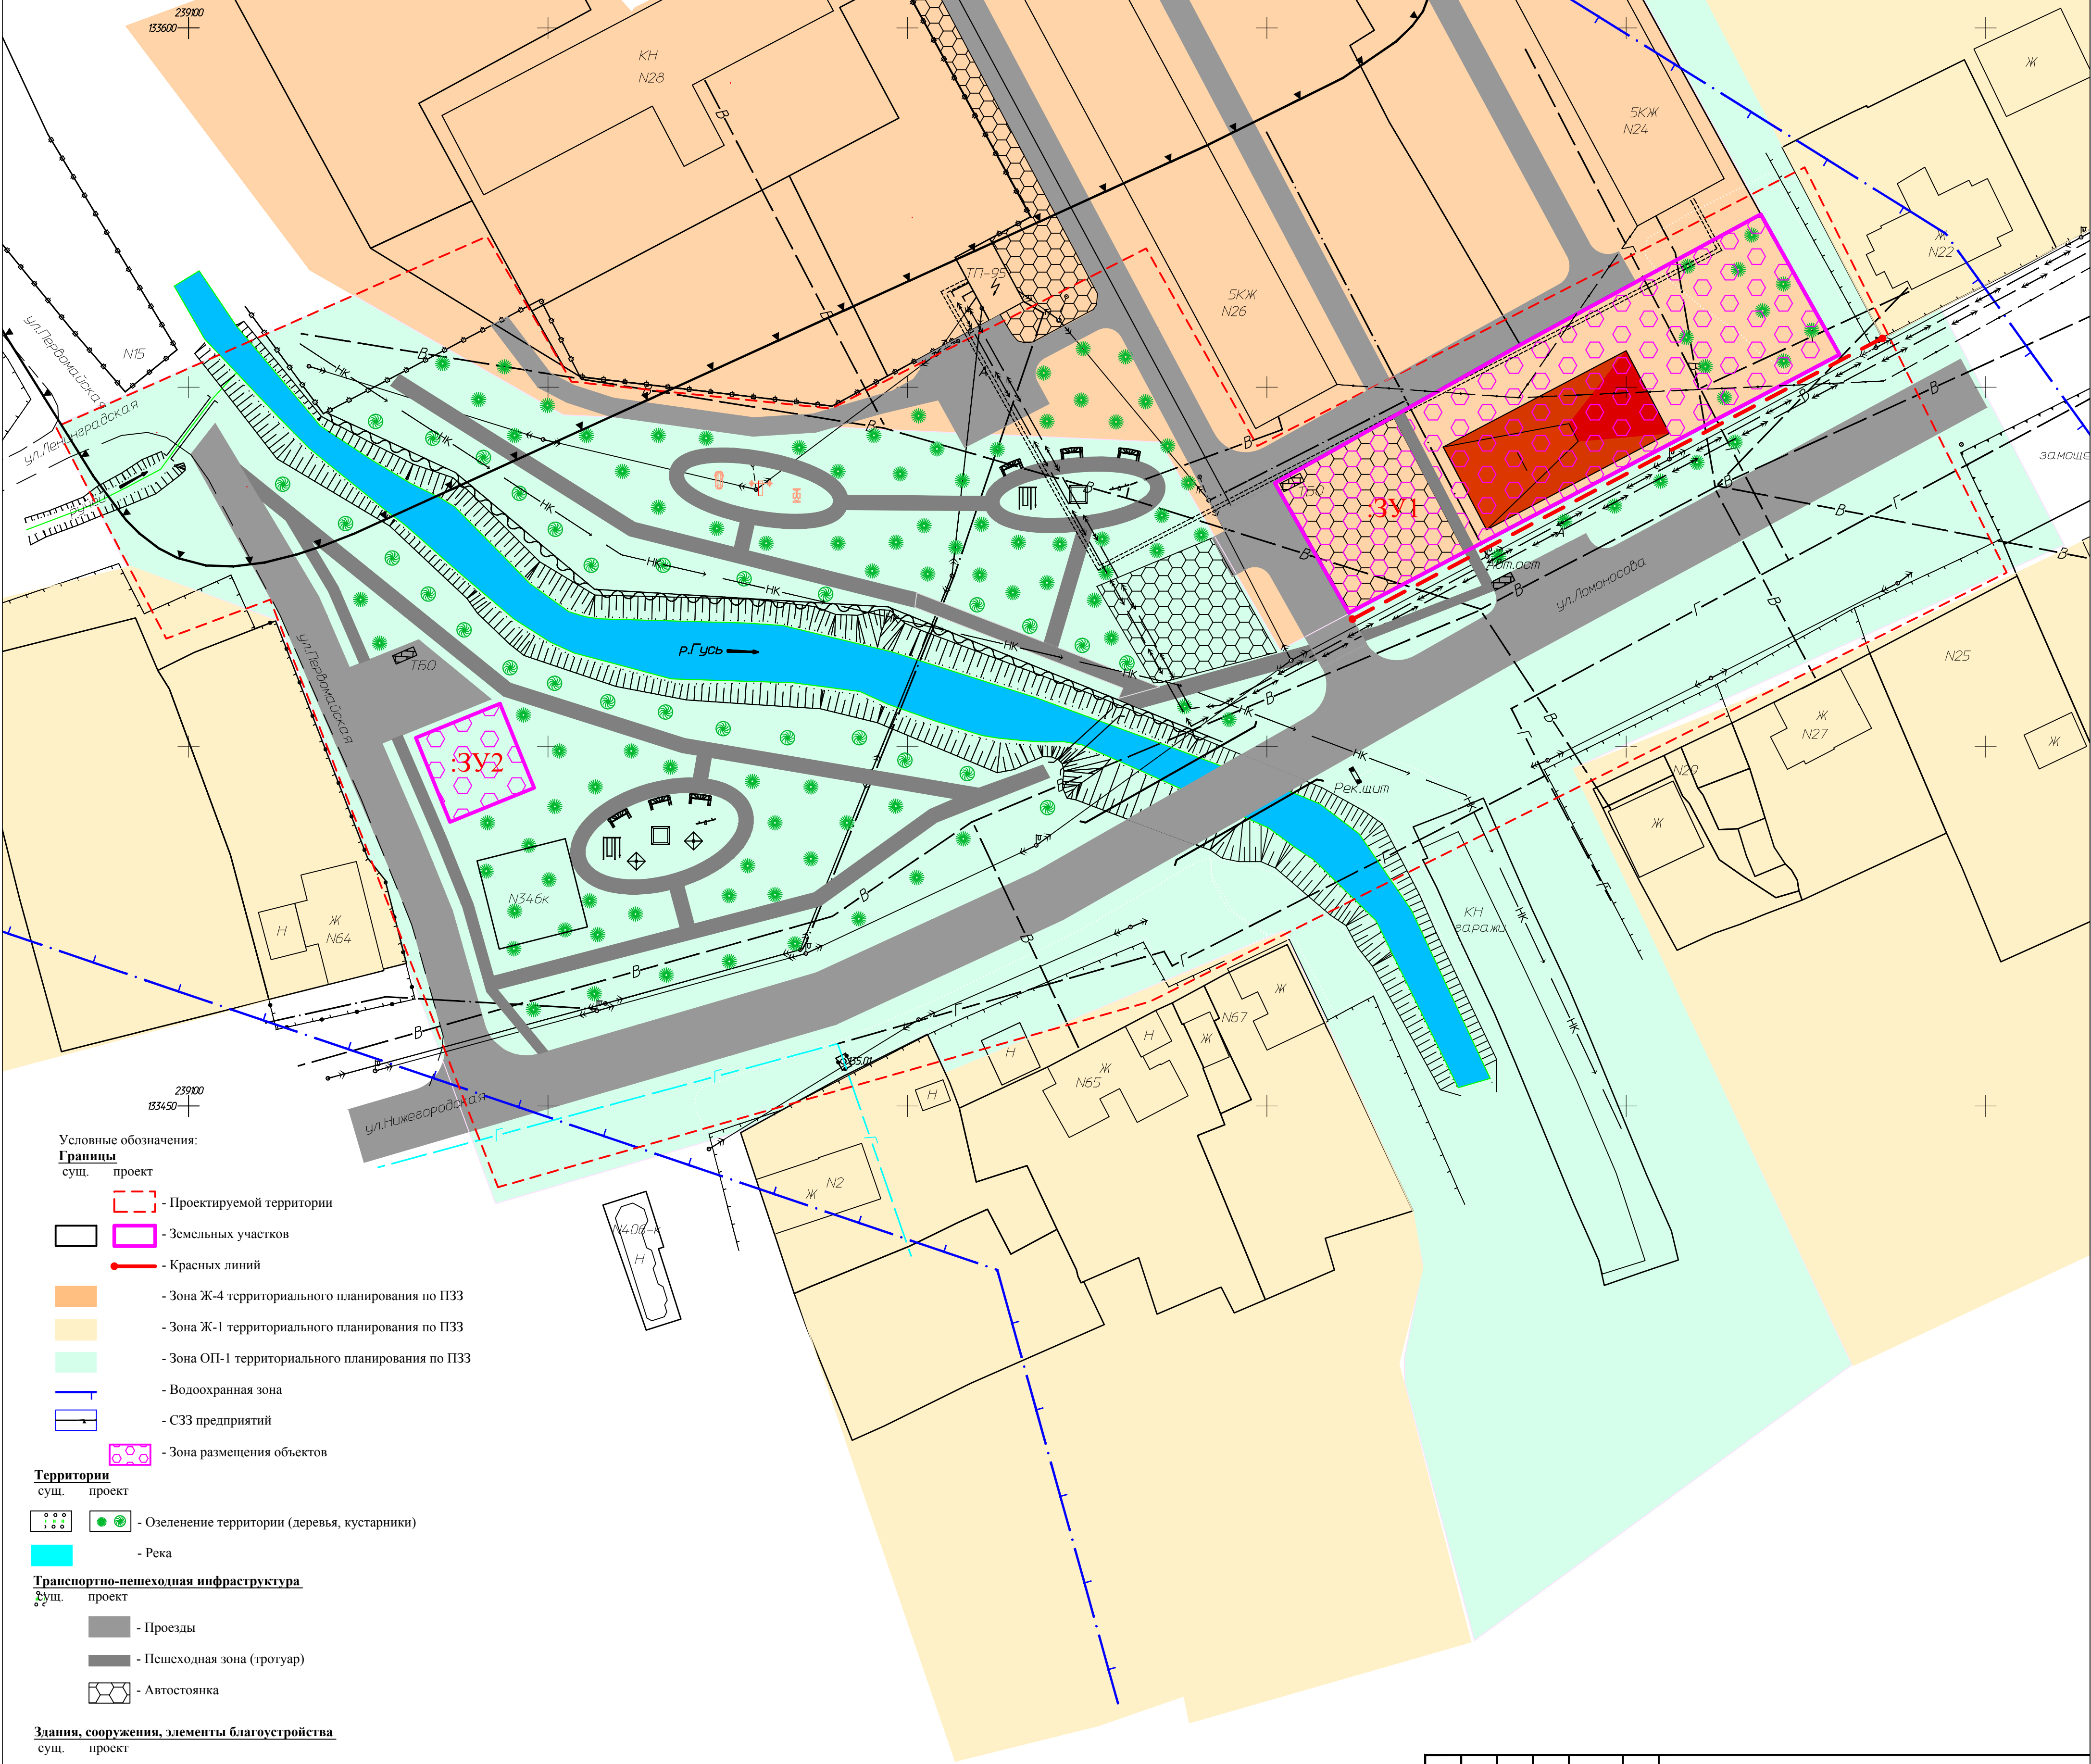 239100
133600
КН
N28
5КЖ
N24
Ж
Ж
N22
ТП-95
5КЖ
N26
ул.Первомайская
N15
ул.Ленинградская
ручей
замоще
ТБО
:ЗУ1
Авт.ост
ул.Ломоносова
р.Гусь
ул.Первомайская
ТБО
:ЗУ2
N25
Ж
N27
Ж
N29
Ж
Рек.щит
КН
гаражи
N346к
Н
Ж
N64
Ж
N67
Ж
Н
Н
Ж
N65
Н
135.01
239100
133450
ул.Нижегородская
N2
Ж
N406-к
Н
В
Г
НК
А
Условные обозначения:
Границы
сущ. проект
- Проектируемой территории
- Земельных участков
- Красных линий
- Зона Ж-4 территориального планирования по ПЗЗ
- Зона Ж-1 территориального планирования по ПЗЗ
- Зона ОП-1 территориального планирования по ПЗЗ
- Водоохранная зона
- СЗЗ предприятий
- Зона размещения объектов
Территории
сущ. проект
- Озеленение территории (деревья, кустарники)
- Река
Транспортно-пешеходная инфраструктура
сущ. проект
- Проезды
- Пешеходная зона (тротуар)
- Автостоянка
Здания, сооружения, элементы благоустройства
сущ. проект